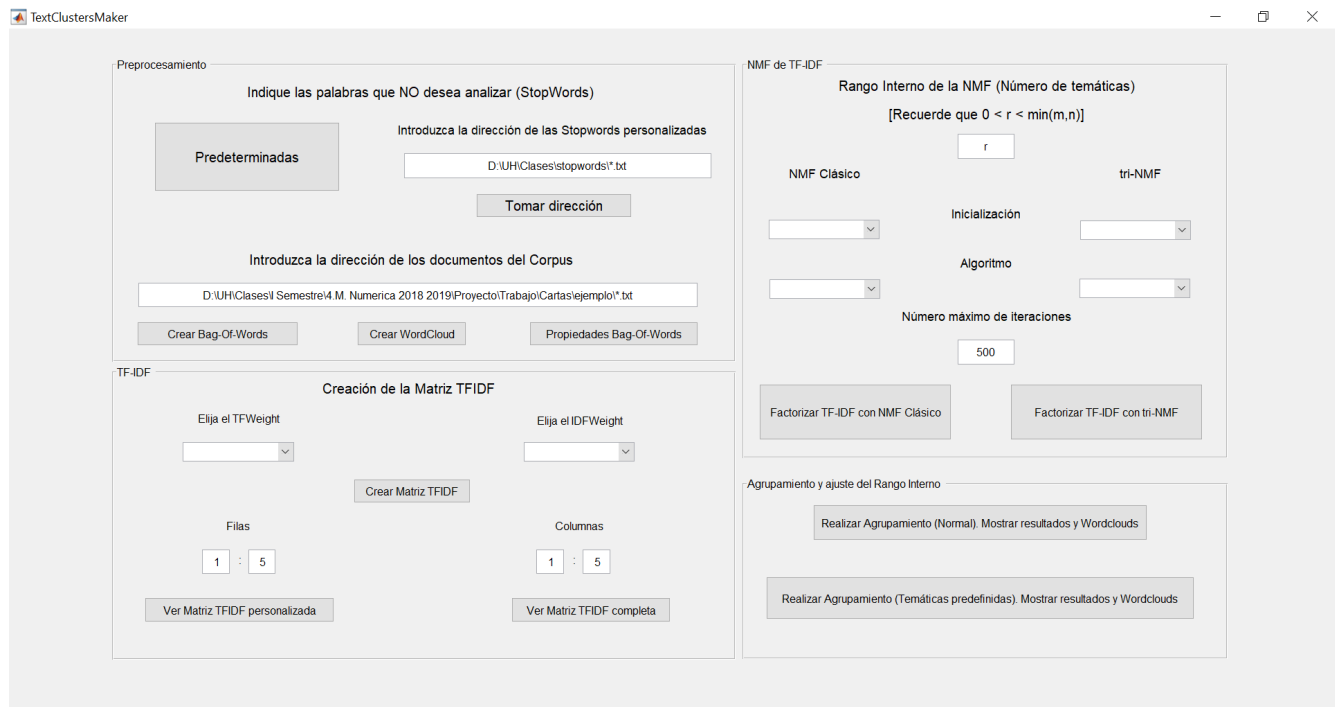 TextClustersMaker
Preprocesamiento
Indique las palabras que NO desea analizar (StopWords)
Predeterminadas
Introduzca la dirección de las Stopwords personalizadas
D:\UH\Clases\stopwords\*.txt
Tomar dirección
Introduzca la dirección de los documentos del Corpus
D:\UH\Clases\I Semestre\4.M. Numerica 2018 2019\Proyecto\Trabajo\Cartas\ejemplo\*.txt
Crear Bag-Of-Words
Crear WordCloud
Propiedades Bag-Of-Words
TF-IDF
Creación de la Matriz TFIDF
Elija el TFWeight
Elija el IDFWeight
Crear Matriz TFIDF
Filas
Columnas
1 : 5
1 : 5
Ver Matriz TFIDF personalizada
Ver Matriz TFIDF completa
NMF de TF-IDF
Rango Interno de la NMF (Número de temáticas)
[Recuerde que 0 < r < min(m,n)]
r
NMF Clásico
tri-NMF
Inicialización
Algoritmo
Número máximo de iteraciones
500
Factorizar TF-IDF con NMF Clásico
Factorizar TF-IDF con tri-NMF
Agrupamiento y ajuste del Rango Interno
Realizar Agrupamiento (Normal). Mostrar resultados y Wordclouds
Realizar Agrupamiento (Temáticas predefinidas). Mostrar resultados y Wordclouds